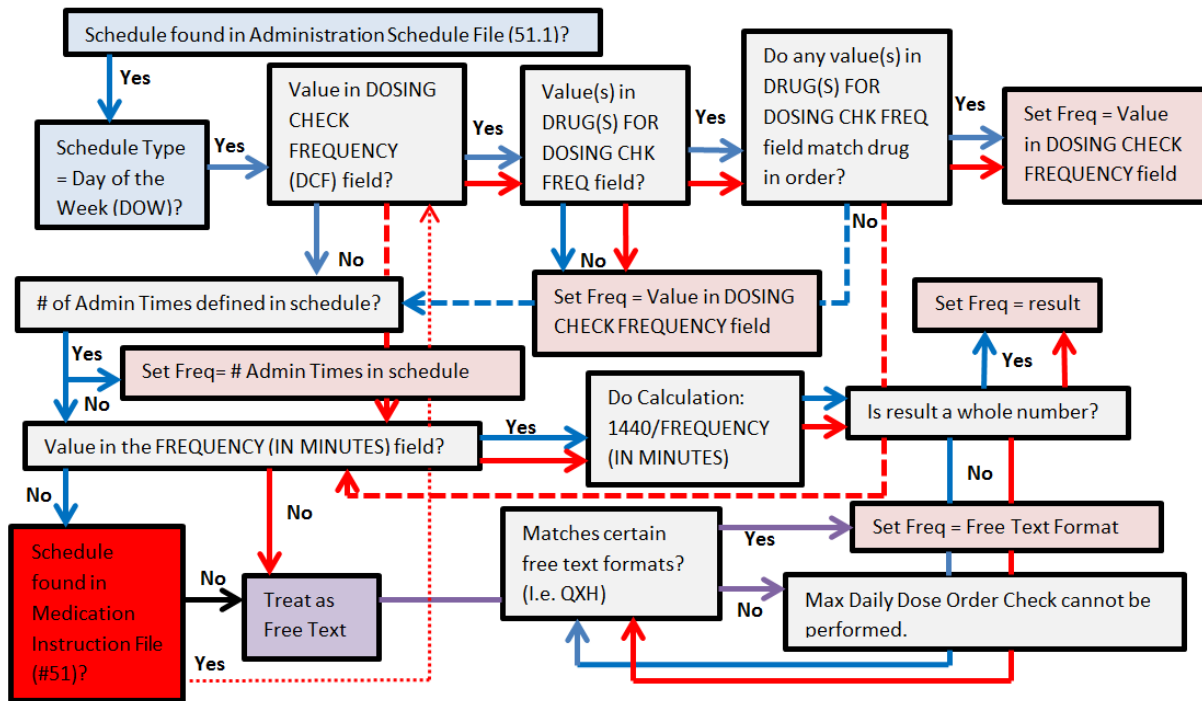 Schedule found in Administration Schedule File (51.1)?
Yes
Schedule Type
= Day of the
Week (DOW)?
Yes
Value in DOSING
CHECK
FREQUENCY
(DCF) field?
Yes
No
Value(s) in
DRUG(S) FOR
DOSING CHK
FREQ field?
Yes
No
Do any value(s) in
DRUG(S) FOR
DOSING CHK FREQ
field match drug
in order?
Yes
No
Set Freq = Value
in DOSING CHECK
FREQUENCY field
# of Admin Times defined in schedule?
Yes
No
Set Freq= # Admin Times in schedule
Set Freq = Value in DOSING
CHECK FREQUENCY field
Set Freq = result
Yes
Value in the FREQUENCY (IN MINUTES) field?
Yes
No
No
Do Calculation:
1440/FREQUENCY
(IN MINUTES)
Is result a whole number?
No
Schedule
found in
Medication
Instruction File
(#51)?
No
Yes
Treat as
Free Text
Matches certain
free text formats?
(I.e. QXH)
Yes
No
Set Freq = Free Text Format
Max Daily Dose Order Check cannot be
performed.